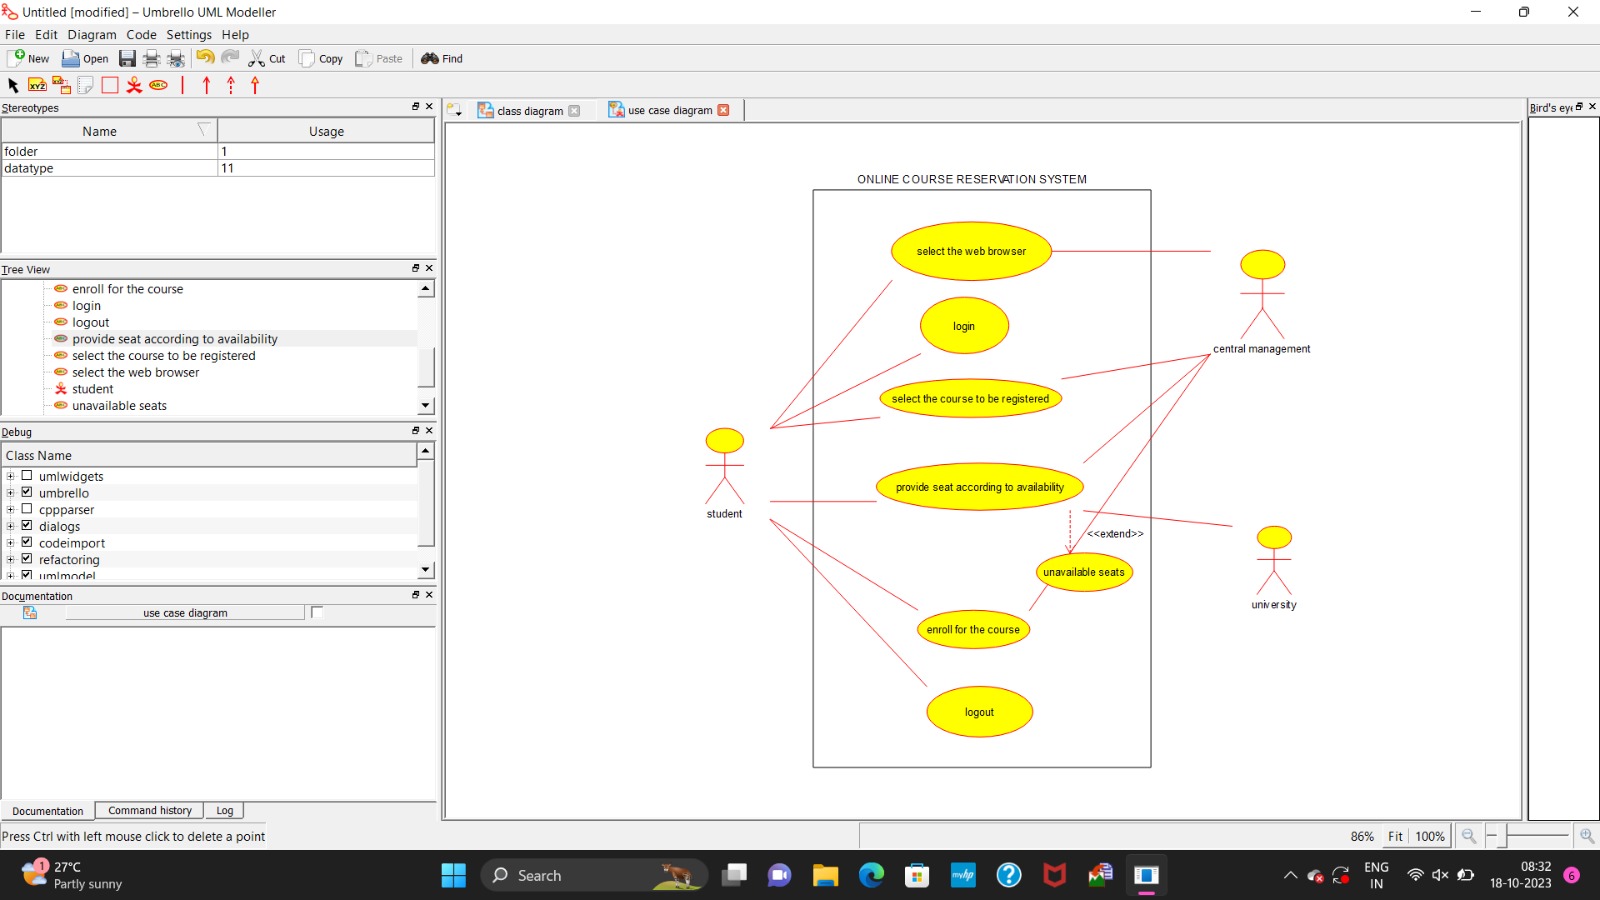 Untitled [modified] – Umbrello UML Modeller
File Edit Diagram Code Settings Help
New Open Cut Copy Paste Find
XYZ ABC
Stereotypes
Name Usage
folder 1
datatype 11
Tree View
enroll for the course
login
logout
provide seat according to availability
select the course to be registered
select the web browser
student
unavailable seats
Debug
Class Name
umlwidgets
umbrello
cppparser
dialogs
codeimport
refactoring
umlmodel
Documentation
use case diagram
Documentation Command history Log
Press Ctrl with left mouse click to delete a point
class diagram use case diagram
Bird's eye
ONLINE COURSE RESERVATION SYSTEM
select the web browser
login
central management
select the course to be registered
provide seat according to availability
student
<<extend>>
unavailable seats
university
enroll for the course
logout
86% Fit 100%
1
27°C
Partly sunny
Search
myhp
ENG
IN
08:32
18-10-2023
6